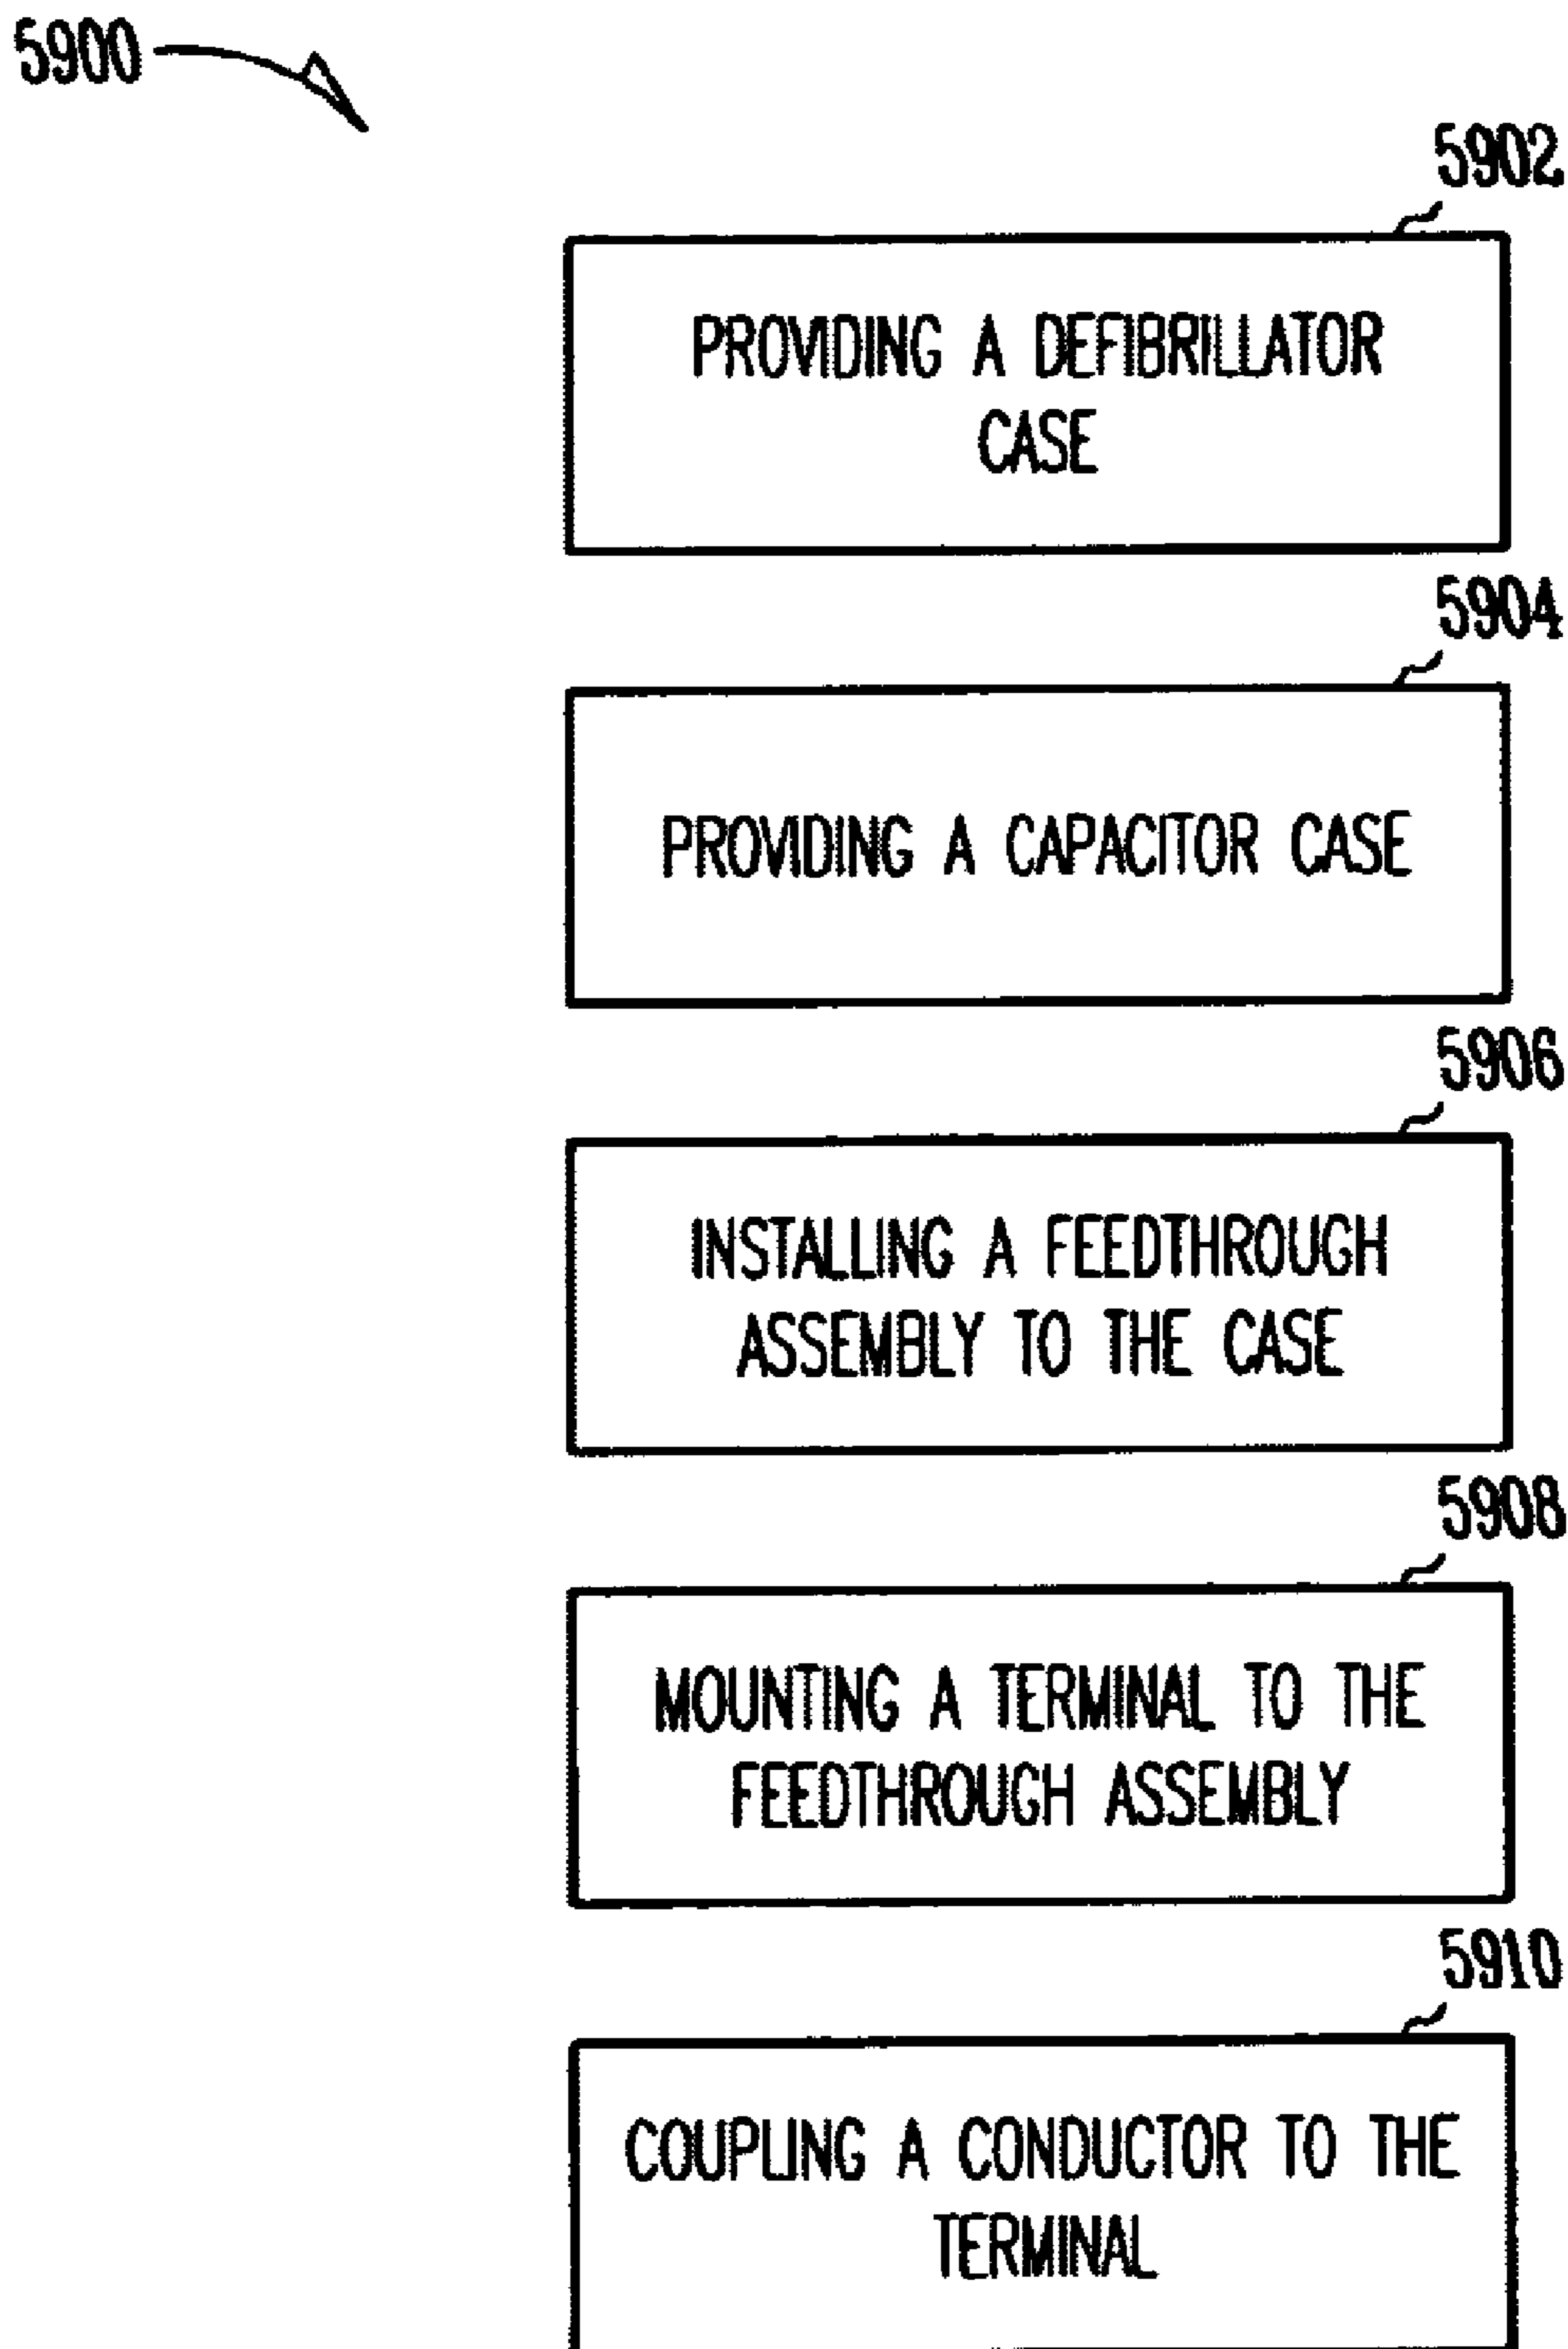 5900
5902
PROVIDING A DEFIBRILLATOR
CASE
5904
PROVIDING A CAPACITOR CASE
5906
INSTALLING A FEEDTHROUGH
ASSEMBLY TO THE CASE
5908
MOUNTING A TERMINAL TO THE
FEEDTHROUGH ASSEMBLY
5910
COUPLING A CONDUCTOR TO THE
TERMINAL